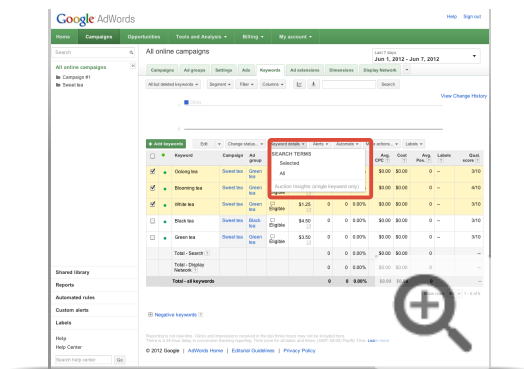 Google AdWords
Help Sign out
Home Campaigns Opportunities Tools and Analysis Billing My account
Search
All online campaigns
Campaign #1
Sweet tea
All online campaigns
Last 7 days
Jun 1, 2012 - Jun 7, 2012
Campaigns Ad groups Settings Ads Keywords Ad extensions Dimensions Display Network
All but deleted keywords Segment Filter Columns Search
View Change History
Clicks
Add keywords Edit Change status... Keyword details Alerts Automate More actions... Labels
SEARCH TERMS
Selected
All
Auction Insights (single keyword only)
Keyword Campaign Ad group Avg. CPC Cost Avg. Pos. Labels Qual. score
Oolong tea Sweet tea Green tea $0.00 $0.00 0 -- 3/10
Blooming tea Sweet tea Green tea Eligible $0.00 $0.00 0 -- 4/10
White tea Sweet tea Green tea Eligible $1.25 0 0 0.00% $0.00 $0.00 0 -- 3/10
Black tea Sweet tea Black tea Eligible $4.50 0 0 0.00% $0.00 $0.00 0 -- 3/10
Green tea Sweet tea Green tea Eligible $3.50 0 0 0.00% $0.00 $0.00 0 -- 3/10
Total - Search 0 0 0.00% $0.00 $0.00 0 --
Total - Display Network 0 0 0.00% $0.00 $0.00 0 --
Total - all keywords 0 0 0.00% $0.00 $0.00 0 --
Negative keywords
Shared library
Reports
Automated rules
Custom alerts
Labels
Help
Help Center
Search help center Go
© 2012 Google | AdWords Home | Editorial Guidelines | Privacy Policy